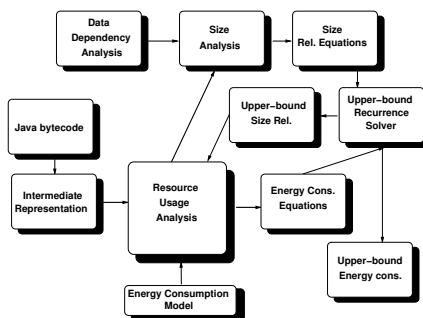 Data
Dependency
Analysis
Size
Analysis
Size
Rel. Equations
Upper-bound
Size Rel.
Upper-bound
Recurrence
Solver
Java bytecode
Intermediate
Representation
Resource
Usage
Analysis
Energy Cons.
Equations
Upper-bound
Energy cons.
Energy Consumption
Model